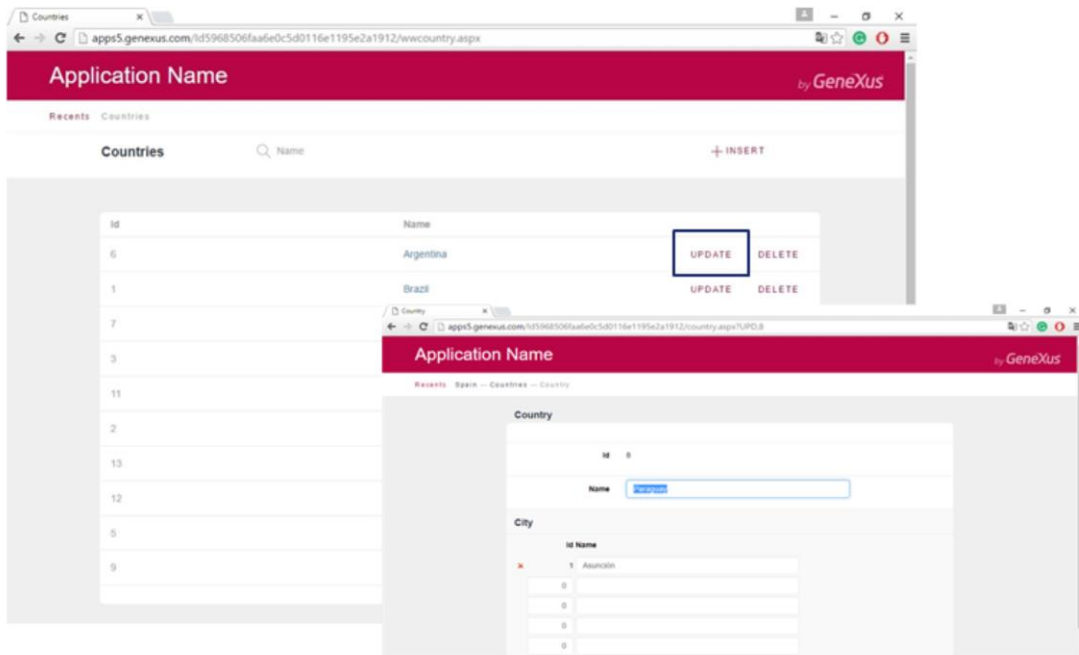 Countries
apps5.genexus.com/Id5968506faa6e0c5d0116e1195e2a1912/wwcountry.aspx
Application Name
by GeneXus
Recents Countries
Countries
Name
INSERT
Id Name
6 Argentina UPDATE DELETE
1 Brazil UPDATE DELETE
7
3
11
2
13
12
5
9
Country
apps5.genexus.com/Id5968506faa6e0c5d0116e1195e2a1912/country.aspx?UPD,8
Application Name
by GeneXus
Recents Spain — Countries — Country
Country
Id
Name Paraguay
City
Id Name
1 Asunción
0
0
0
0